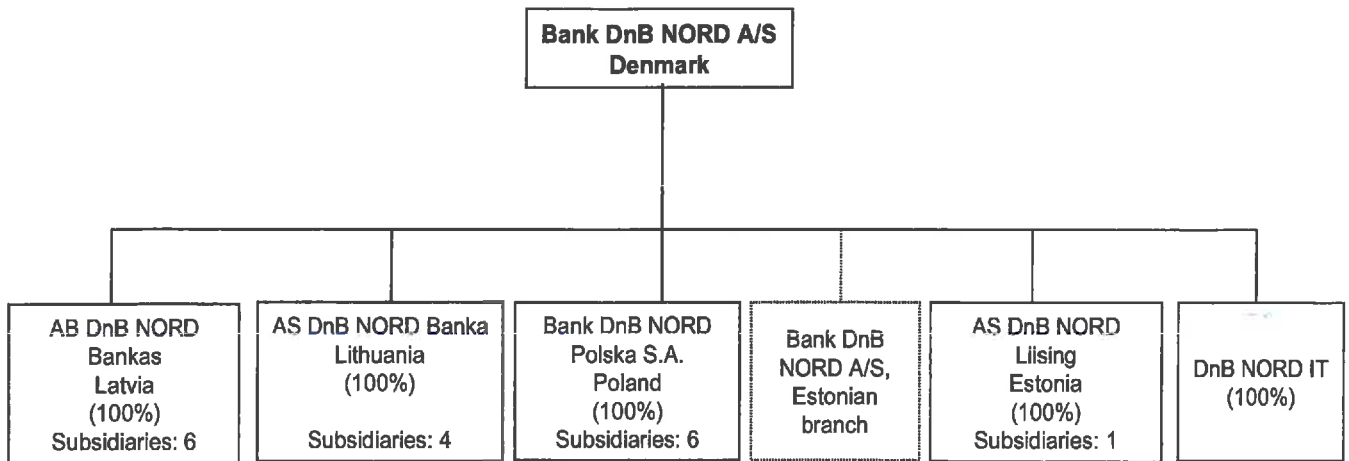 Bank DnB NORD A/S
Denmark
AB DnB NORD
Bankas
Latvia
(100%)
Subsidiaries: 6
AS DnB NORD Banka
Lithuania
(100%)
Subsidiaries: 4
Bank DnB NORD
Polska S.A.
Poland
(100%)
Subsidiaries: 6
Bank DnB
NORD A/S,
Estonian
branch
AS DnB NORD
Liising
Estonia
(100%)
Subsidiaries: 1
DnB NORD IT
(100%)